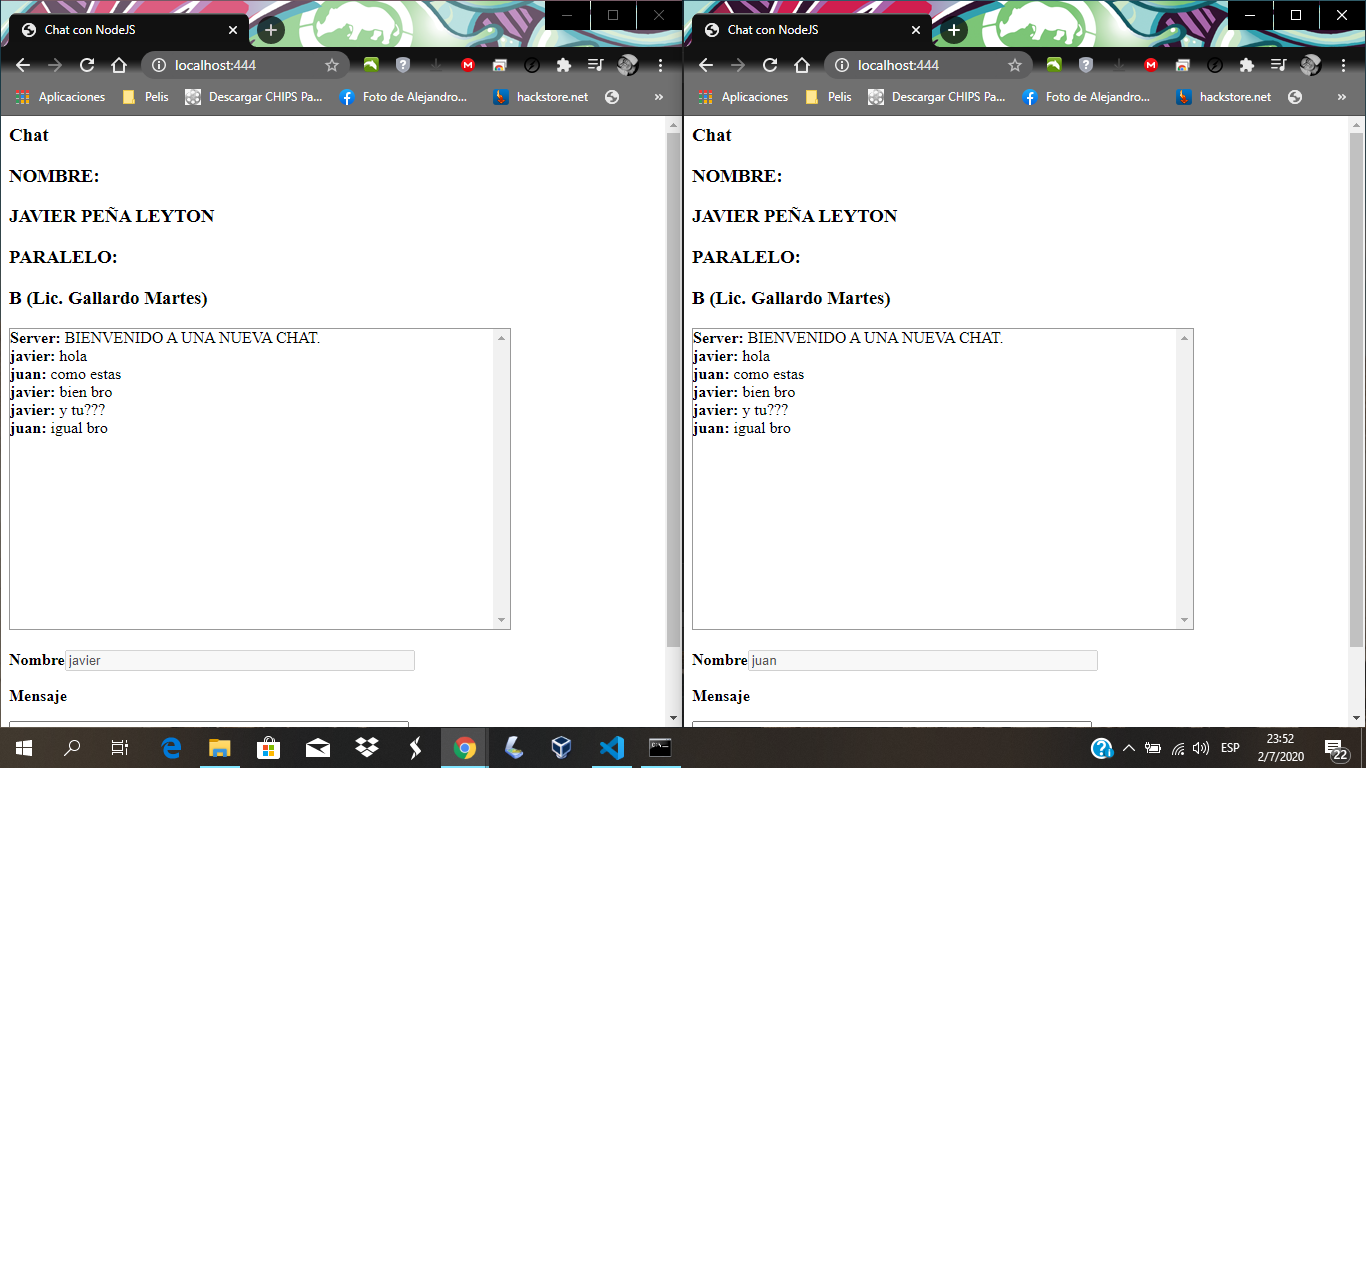 Chat con NodeJS
localhost:444
Aplicaciones
Pelis
Descargar CHIPS Pa...
Foto de Alejandro...
hackstore.net
»
Chat
NOMBRE:
JAVIER PEÑA LEYTON
PARALELO:
B (Lic. Gallardo Martes)
Server: BIENVENIDO A UNA NUEVA CHAT.
javier: hola
juan: como estas
javier: bien bro
javier: y tu???
juan: igual bro
Nombre javier
Mensaje
Chat con NodeJS
localhost:444
Aplicaciones
Pelis
Descargar CHIPS Pa...
Foto de Alejandro...
hackstore.net
»
Chat
NOMBRE:
JAVIER PEÑA LEYTON
PARALELO:
B (Lic. Gallardo Martes)
Server: BIENVENIDO A UNA NUEVA CHAT.
javier: hola
juan: como estas
javier: bien bro
javier: y tu???
juan: igual bro
Nombre juan
Mensaje
ESP
23:52
2/7/2020
22